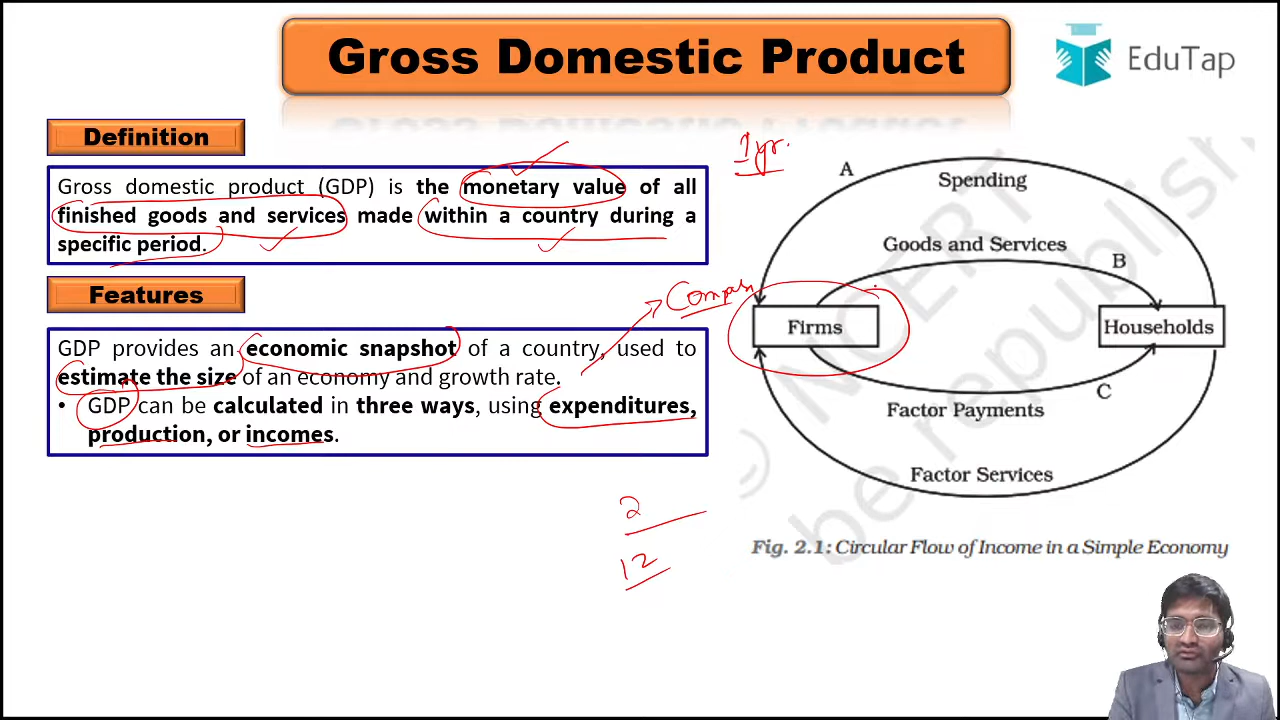 Gross Domestic Product
EduTap
Definition
Gross domestic product (GDP) is the monetary value of all
finished goods and services made within a country during a
specific period.
Features
GDP provides an economic snapshot of a country, used to
estimate the size of an economy and growth rate.
• GDP can be calculated in three ways, using expenditures,
production, or incomes.
1yr.
A
Spending
Goods and Services
B
Firms
Households
C
Factor Payments
Factor Services
Fig. 2.1: Circular Flow of Income in a Simple Economy
2
12
© NCERT
be republish